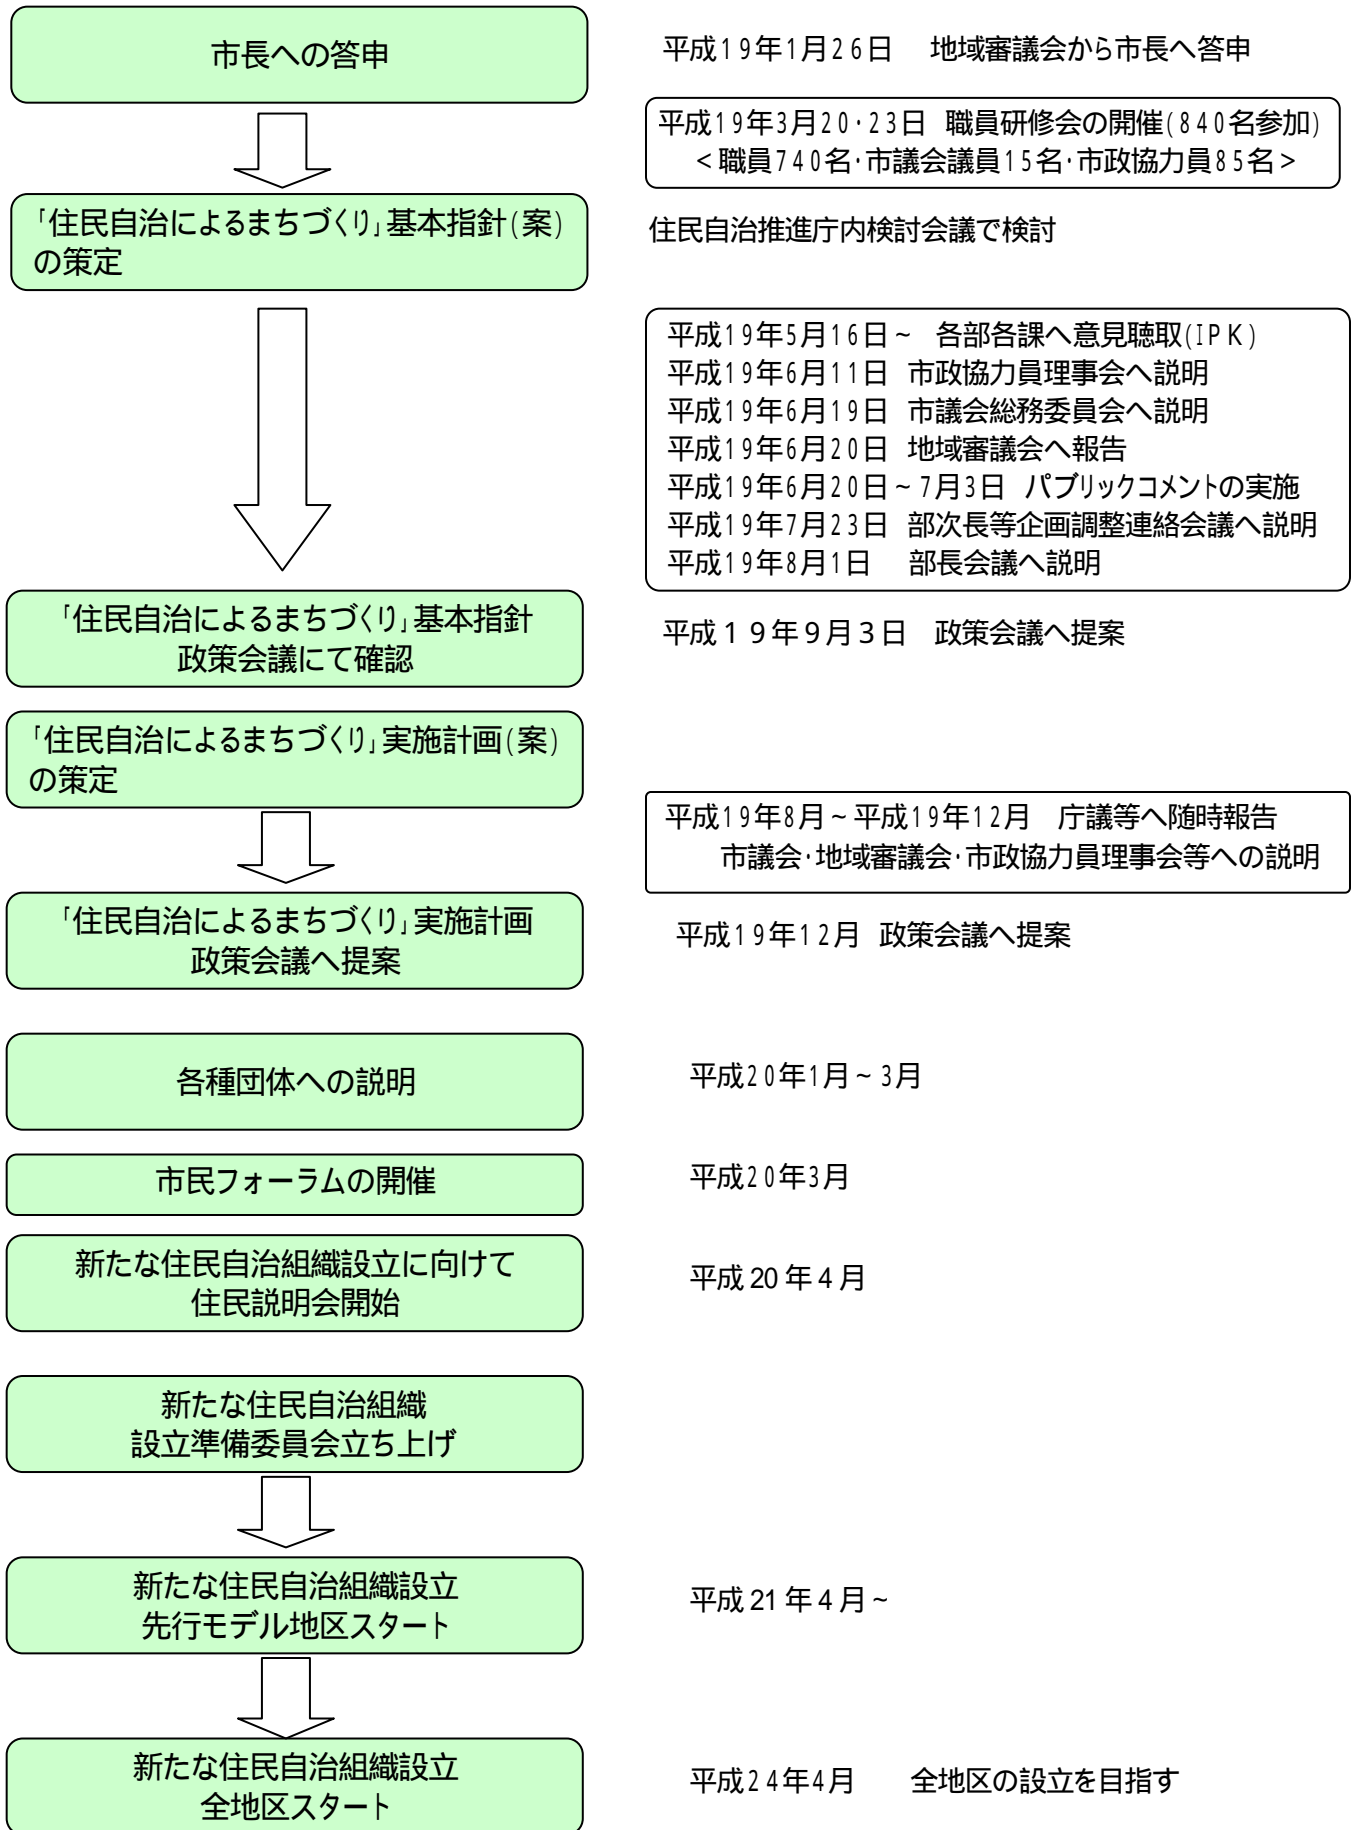 市長への答申
平成19年1月26日　地域審議会から市長へ答申
平成19年3月20・23日 職員研修会の開催(840名参加)
<職員740名・市議会議員15名・市政協力員85名>
「住民自治によるまちづくり」基本指針(案)
の策定
住民自治推進庁内検討会議で検討
平成19年5月16日~ 各部各課へ意見聴取(IPK)
平成19年6月11日 市政協力員理事会へ説明
平成19年6月19日 市議会総務委員会へ説明
平成19年6月20日 地域審議会へ報告
平成19年6月20日~7月3日 パブリックコメントの実施
平成19年7月23日 部次長等企画調整連絡会議へ説明
平成19年8月1日　部長会議へ説明
「住民自治によるまちづくり」基本指針
政策会議にて確認
平成19年9月3日　政策会議へ提案
「住民自治によるまちづくり」実施計画(案)
の策定
平成19年8月~平成19年12月　庁議等へ随時報告
市議会・地域審議会・市政協力員理事会等への説明
「住民自治によるまちづくり」実施計画
政策会議へ提案
平成19年12月 政策会議へ提案
各種団体への説明
平成20年1月~3月
市民フォーラムの開催
平成20年3月
新たな住民自治組織設立に向けて
住民説明会開始
平成20年4月
新たな住民自治組織
設立準備委員会立ち上げ
新たな住民自治組織設立
先行モデル地区スタート
平成21年4月~
新たな住民自治組織設立
全地区スタート
平成24年4月　　全地区の設立を目指す